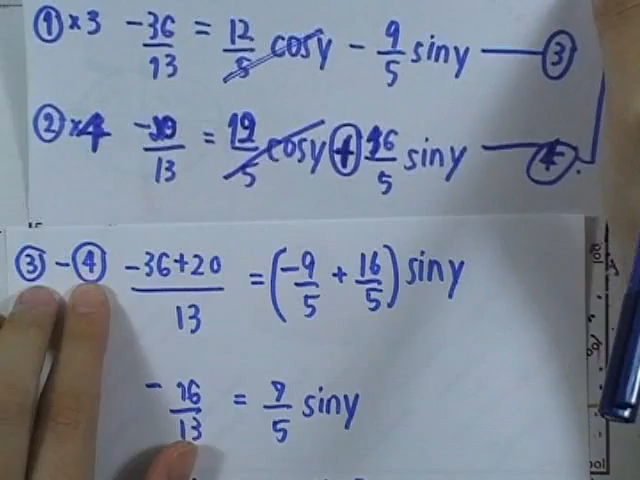 ① × 3 -36/13 = 12/5 cosy - 9/5 siny — ③
② × 4 -20/13 = 12/5 cosy + 16/5 siny — ④
③ - ④ (-36+20)/13 = (-9/5 + 16/5) siny
-16/13 = 7/5 siny